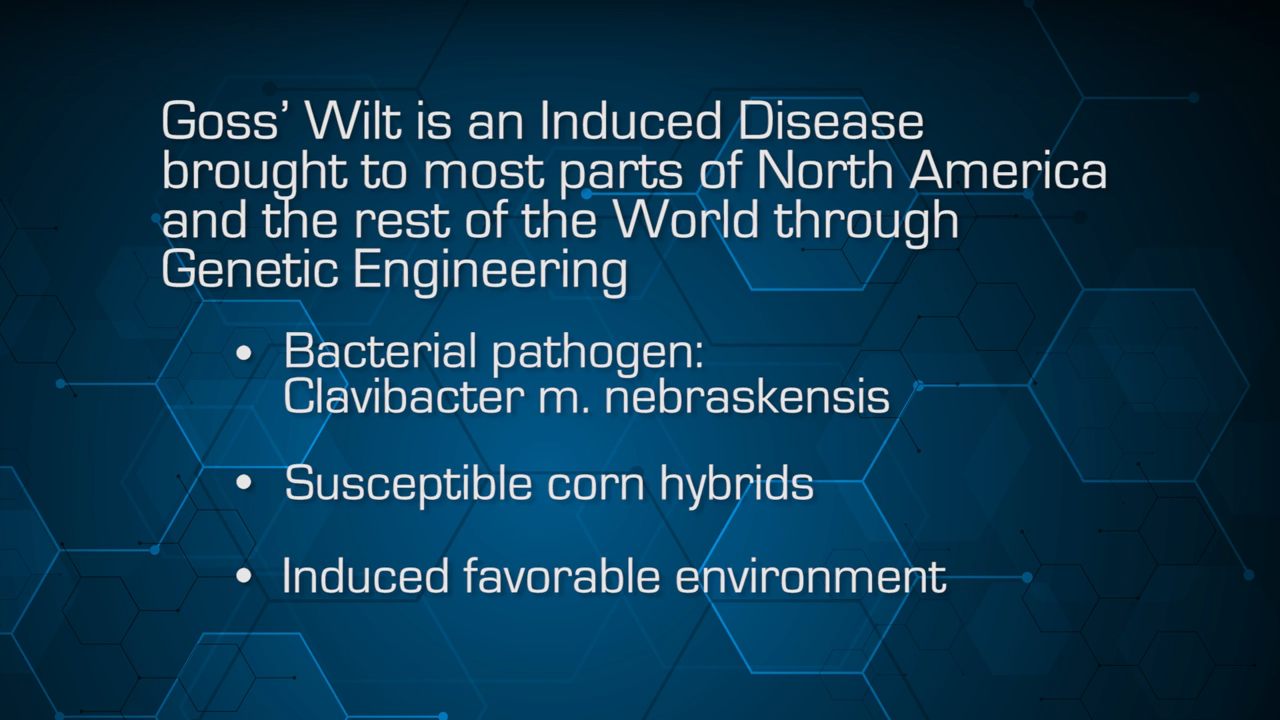 Goss’ Wilt is an Induced Disease
brought to most parts of North America
and the rest of the World through
Genetic Engineering
• Bacterial pathogen:
Clavibacter m. nebraskensis
• Susceptible corn hybrids
• Induced favorable environment